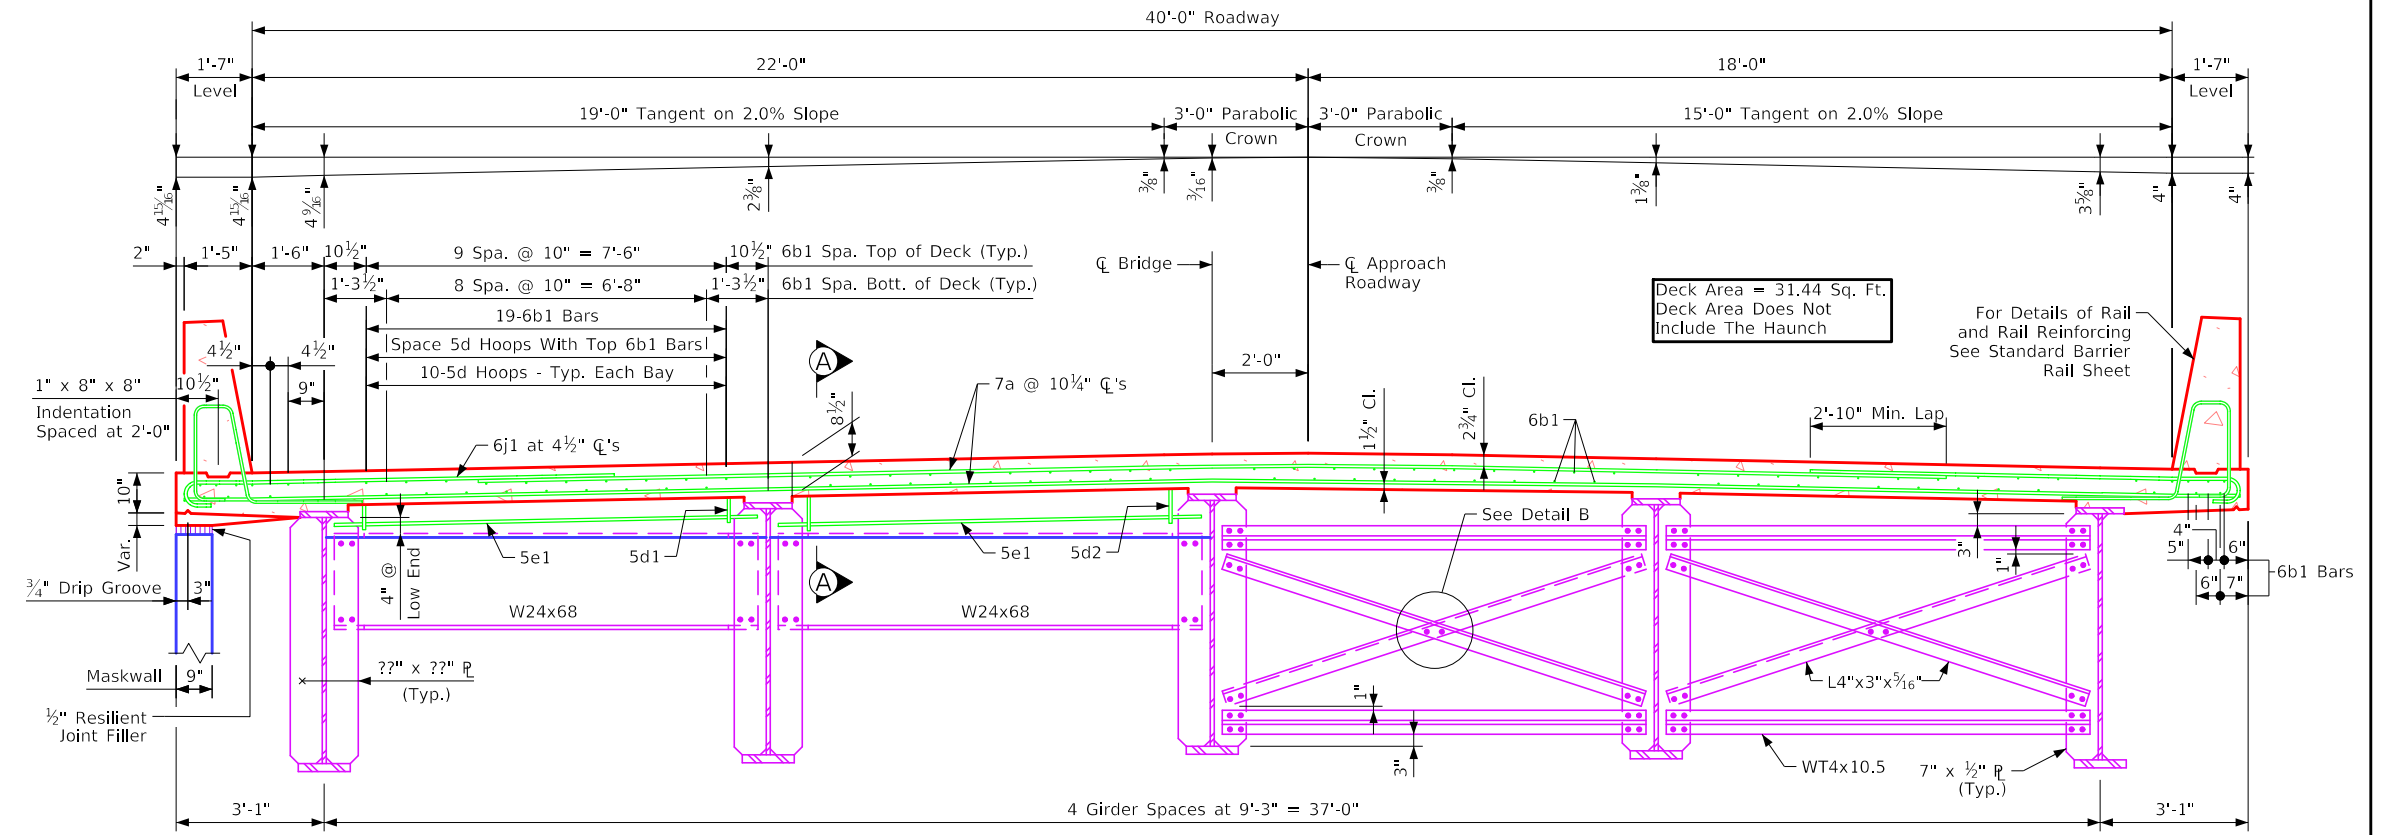 40'-0" Roadway
1'-7"
Level
22'-0"
18'-0"
1'-7"
Level
19'-0" Tangent on 2.0% Slope
3'-0" Parabolic
Crown
3'-0" Parabolic
Crown
15'-0" Tangent on 2.0% Slope
4 15/16"
4 15/16"
4 9/16"
2 3/8"
3/8"
3/16"
3/8"
1 3/8"
3 5/8"
4"
4"
2"
1'-5"
1'-6"
10 1/2"
9 Spa. @ 10" = 7'-6"
10 1/2"
6b1 Spa. Top of Deck (Typ.)
1'-3 1/2"
8 Spa. @ 10" = 6'-8"
1'-3 1/2"
6b1 Spa. Bott. of Deck (Typ.)
℄ Bridge
℄ Approach
Roadway
Deck Area = 31.44 Sq. Ft.
Deck Area Does Not
Include The Haunch
For Details of Rail
and Rail Reinforcing
See Standard Barrier
Rail Sheet
19-6b1 Bars
Space 5d Hoops With Top 6b1 Bars
10-5d Hoops - Typ. Each Bay
4 1/2"
4 1/2"
9"
A
2'-0"
1" x 8" x 8"
Indentation
Spaced at 2'-0"
10 1/2"
8 1/2"
7a @ 10 1/4" ℄'s
1 1/2" Cl.
2 3/4" Cl.
6b1
2'-10" Min. Lap
6j1 at 4 1/2" ℄'s
10"
Var.
5e1
5d1
5e1
5d2
See Detail B
3"
1"
4"
5"
6"
6"
7"
6b1 Bars
3/4" Drip Groove
3"
4" @
Low End
A
W24x68
W24x68
Maskwall
9"
??" x ??" ℄
(Typ.)
1/2" Resilient
Joint Filler
1"
3"
L4"x3"x5/16"
WT4x10.5
7" x 1/2" ℄
(Typ.)
3'-1"
4 Girder Spaces at 9'-3" = 37'-0"
3'-1"